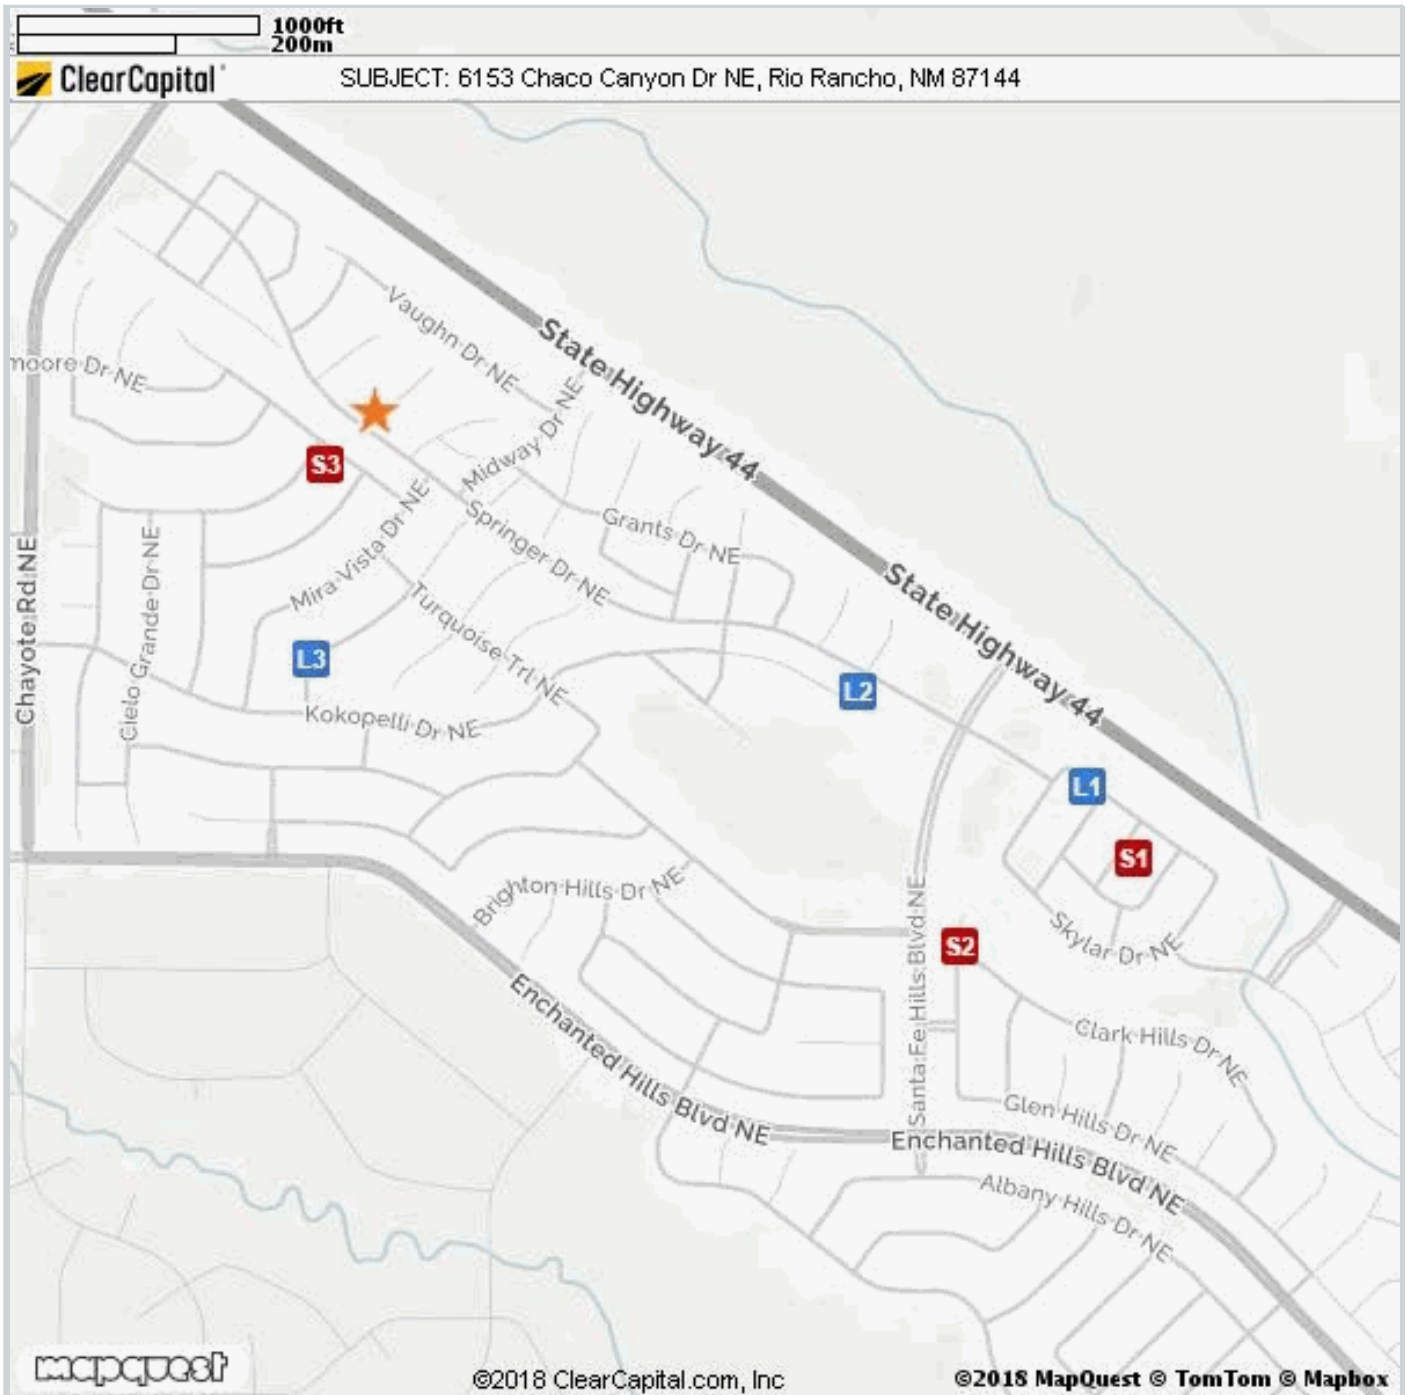 1000ft
200m
ClearCapital
SUBJECT: 6153 Chaco Canyon Dr NE, Rio Rancho, NM 87144
Vaughn Dr NE
State Highway 44
moore Dr NE
Midway Dr NE
S3
Springer Dr NE
Grants Dr NE
Mira Vista Dr NE
Chayote Rd NE
Cielo Grande Dr NE
Turquoise Trl NE
State Highway 44
L3
L2
Kokopelli Dr NE
L1
S1
Brighton Hills Dr NE
Santa Fe Hills Blvd NE
S2
Skylar Dr NE
Enchanted Hills Blvd NE
Clark Hills Dr NE
Glen Hills Dr NE
Enchanted Hills Blvd NE
Albany Hills Dr NE
mapquest
©2018 ClearCapital.com, Inc
©2018 MapQuest © TomTom © Mapbox